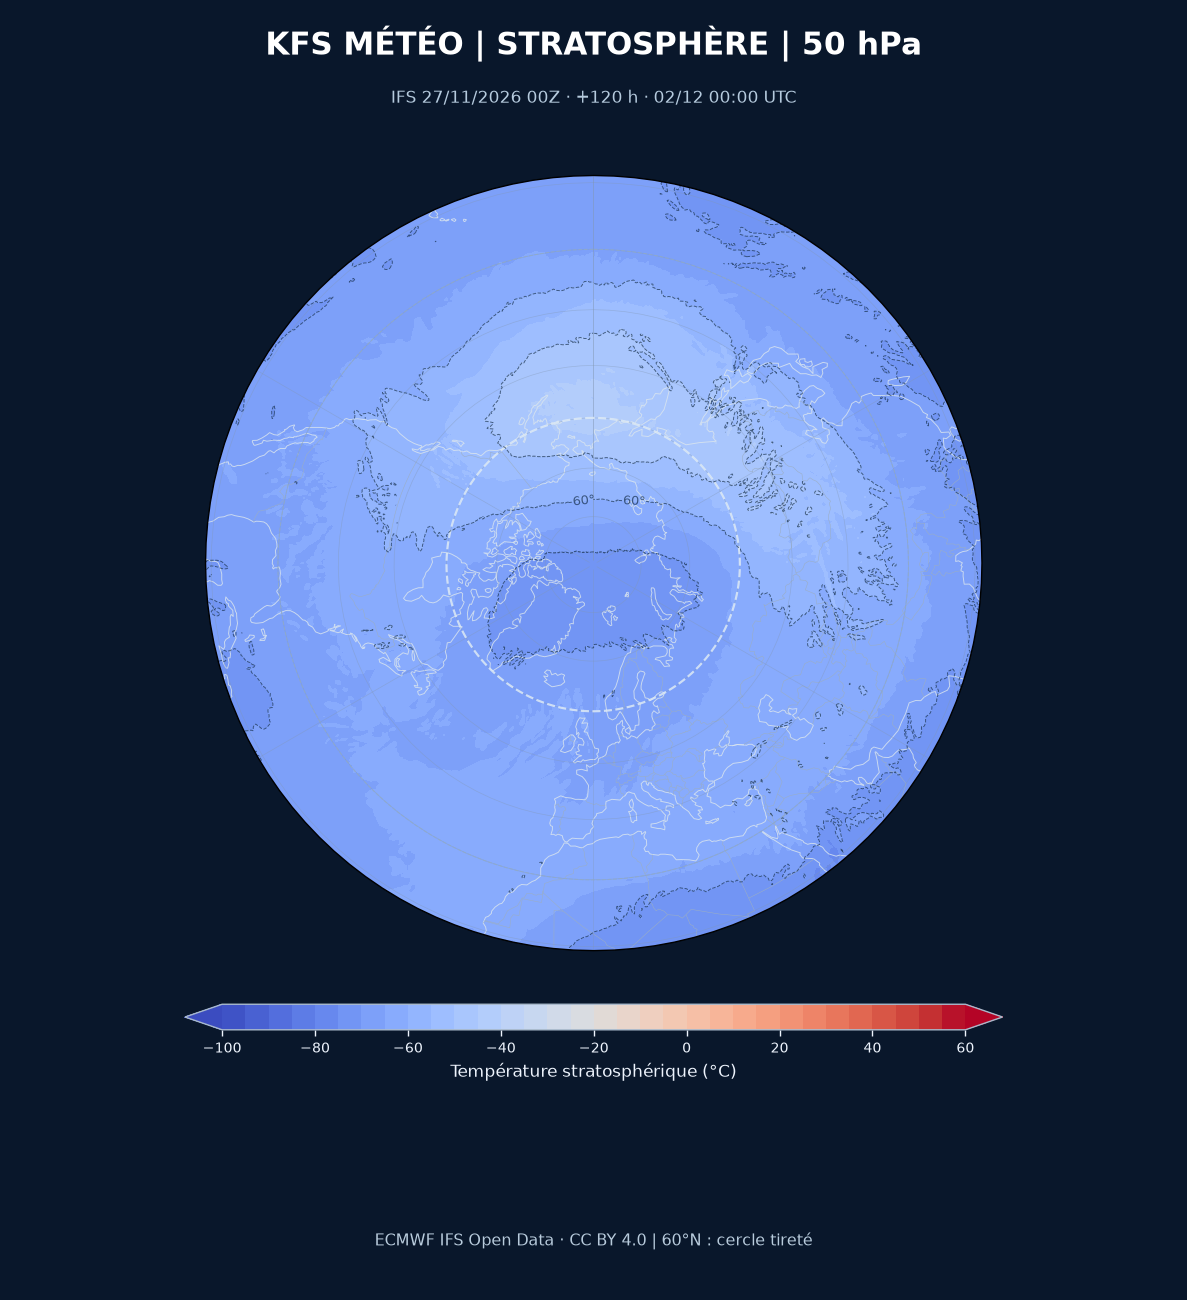 KFS MÉTÉO | STRATOSPHÈRE | 50 hPa
IFS 27/11/2026 00Z · +120 h · 02/12 00:00 UTC
60° 60°
−100 −80 −60 −40 −20 0 20 40 60
Température stratosphérique (°C)
ECMWF IFS Open Data · CC BY 4.0 | 60°N : cercle tireté